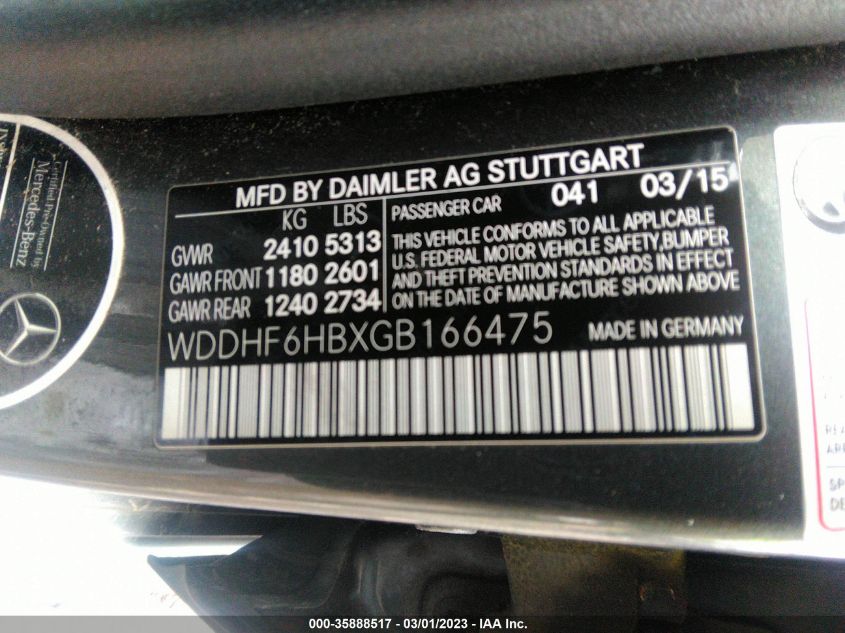 MFD BY DAIMLER AG STUTTGART
KG LBS
GVWR 2410 5313
GAWR FRONT 1180 2601
GAWR REAR 1240 2734
PASSENGER CAR 041 03/15
THIS VEHICLE CONFORMS TO ALL APPLICABLE
U.S. FEDERAL MOTOR VEHICLE SAFETY, BUMPER
AND THEFT PREVENTION STANDARDS IN EFFECT
ON THE DATE OF MANUFACTURE SHOWN ABOVE
WDDHF6HBXGB166475 MADE IN GERMANY
Certified Pre-Owned by
Mercedes-Benz
SP
DE
000-35888517 - 03/01/2023 - IAA Inc.